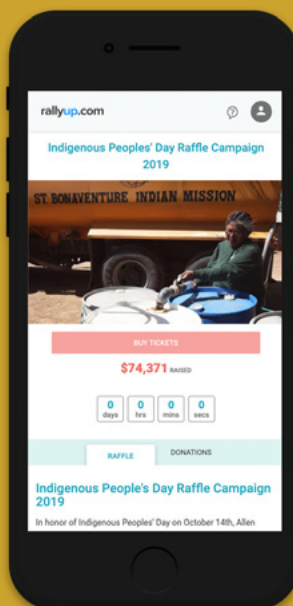 rallyup.com
Indigenous Peoples' Day Raffle Campaign
2019
ST. BONAVENTURE INDIAN MISSION
BUY TICKETS
$74,371 RAISED
0 0 0 0
days hrs mins secs
RAFFLE DONATIONS
Indigenous People's Day Raffle Campaign
2019
In honor of Indigenous Peoples' Day on October 14th, Allen